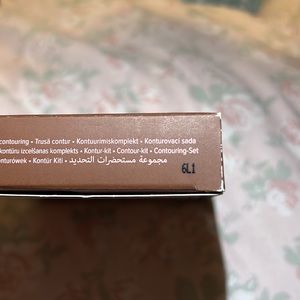 contouring • Trusă contur • Kontuurimiskomplekt • Konturovací sada
kontūru izcelšanas komplekts • Kontur-kit • Contour-kit • Contouring-Set
Kontür Kiti • مجموعة مستحضرات التحديد
6L1